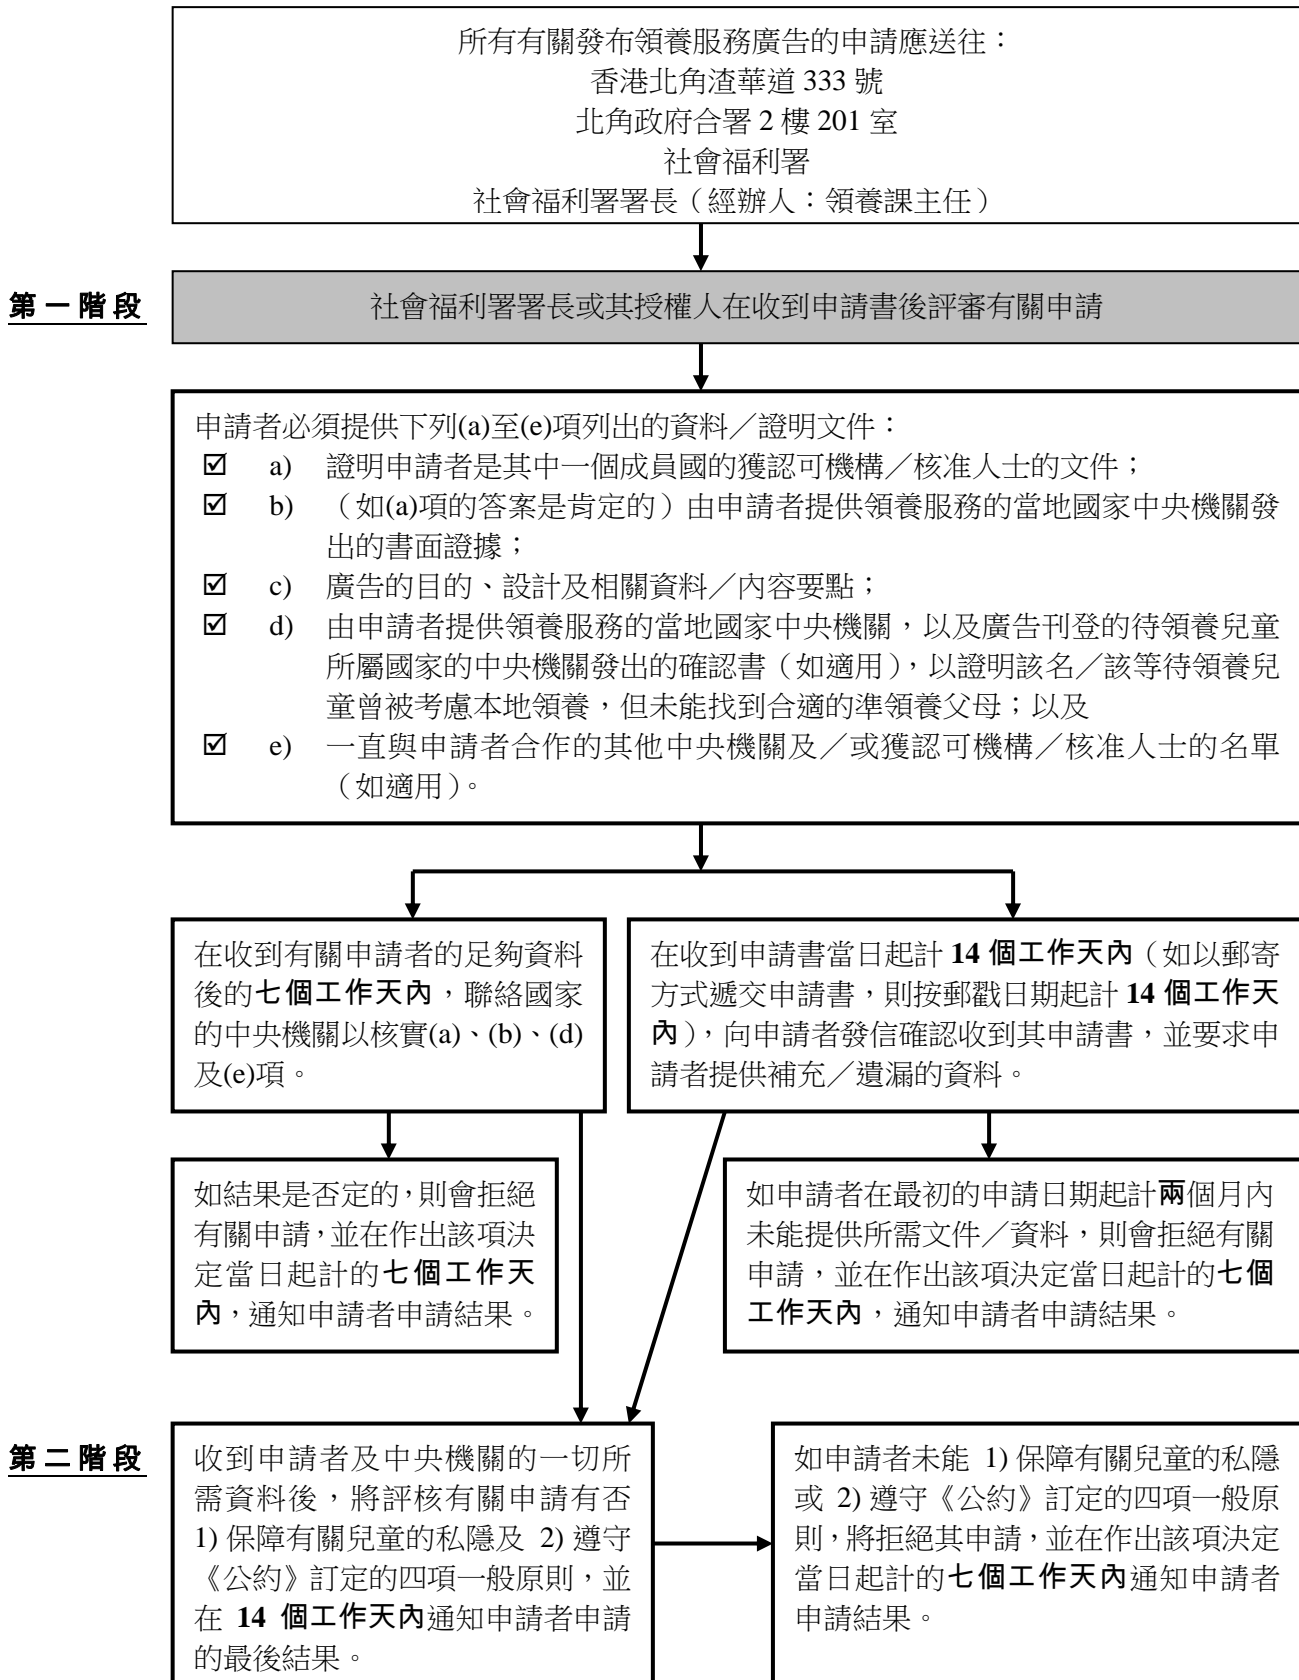 所有有關發布領養服務廣告的申請應送往：
香港北角渣華道 333 號
北角政府合署 2 樓 201 室
社會福利署
社會福利署署長（經辦人：領養課主任）
第一階段
社會福利署署長或其授權人在收到申請書後評審有關申請
申請者必須提供下列(a)至(e)項列出的資料／證明文件：
☑ a) 證明申請者是其中一個成員國的獲認可機構／核准人士的文件；
☑ b) （如(a)項的答案是肯定的）由申請者提供領養服務的當地國家中央機關發
出的書面證據；
☑ c) 廣告的目的、設計及相關資料／內容要點；
☑ d) 由申請者提供領養服務的當地國家中央機關，以及廣告刊登的待領養兒童
所屬國家的中央機關發出的確認書（如適用），以證明該名／該等待領養兒
童曾被考慮本地領養，但未能找到合適的準領養父母；以及
☑ e) 一直與申請者合作的其他中央機關及／或獲認可機構／核准人士的名單
（如適用）。
在收到有關申請者的足夠資料
後的七個工作天內，聯絡國家
的中央機關以核實(a)、(b)、(d)
及(e)項。
在收到申請書當日起計 14 個工作天內（如以郵寄
方式遞交申請書，則按郵戳日期起計 14 個工作天
內），向申請者發信確認收到其申請書，並要求申
請者提供補充／遺漏的資料。
如結果是否定的，則會拒絕
有關申請，並在作出該項決
定當日起計的七個工作天
內，通知申請者申請結果。
如申請者在最初的申請日期起計兩個月內
未能提供所需文件／資料，則會拒絕有關
申請，並在作出該項決定當日起計的七個
工作天內，通知申請者申請結果。
第二階段
收到申請者及中央機關的一切所
需資料後，將評核有關申請有否
1) 保障有關兒童的私隱及 2) 遵守
《公約》訂定的四項一般原則，並
在 14 個工作天內通知申請者申請
的最後結果。
如申請者未能 1) 保障有關兒童的私隱
或 2) 遵守《公約》訂定的四項一般原
則，將拒絕其申請，並在作出該項決定
當日起計的七個工作天內通知申請者
申請結果。